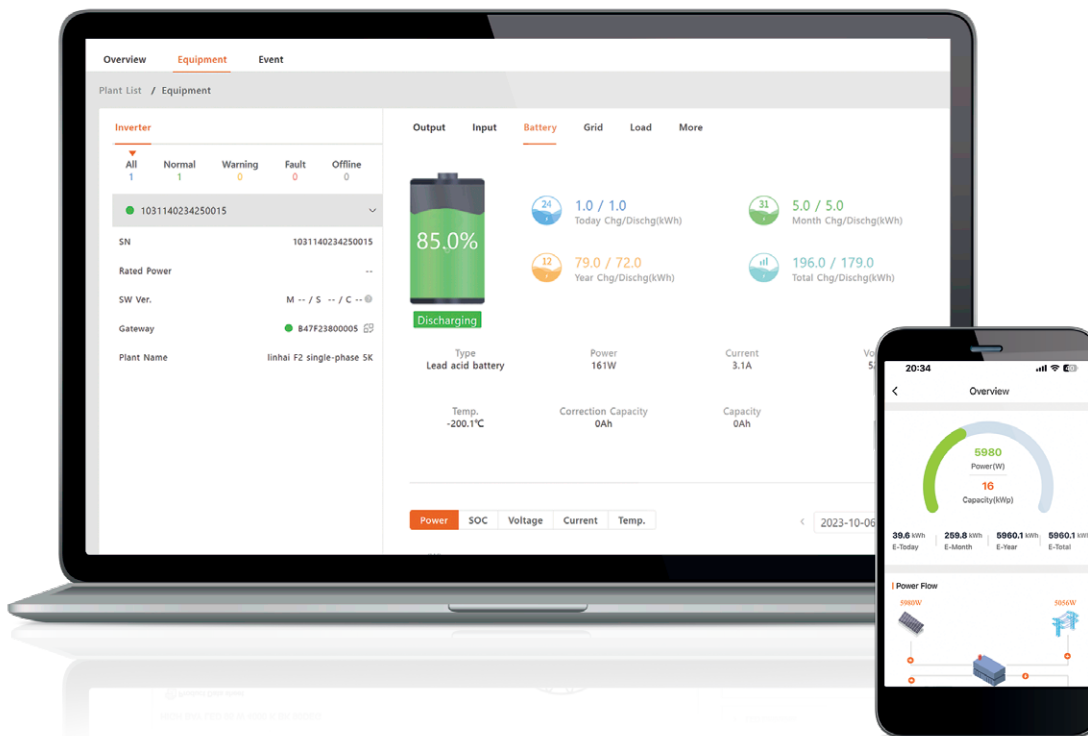 Overview Equipment Event
Plant List / Equipment
Inverter
All Normal Warning Fault Offline
1 1 0 0 0
1031140234250015
SN 1031140234250015
Rated Power --
SW Ver. M -- / S -- / C --
Gateway B47F23800005
Plant Name linhai F2 single-phase 5K
Output Input Battery Grid Load More
85.0%
Discharging
24 1.0 / 1.0
Today Chg/Dischg(kWh)
31 5.0 / 5.0
Month Chg/Dischg(kWh)
12 79.0 / 72.0
Year Chg/Dischg(kWh)
196.0 / 179.0
Total Chg/Dischg(kWh)
Type Power Current
Lead acid battery 161W 3.1A
Temp. Correction Capacity Capacity
-200.1℃ 0Ah 0Ah
Power SOC Voltage Current Temp.
2023-10-06
20:34
Overview
5980
Power(W)
16
Capacity(kWp)
39.6 kWh 259.8 kWh 5960.1 kWh 5960.1 kWh
E-Today E-Month E-Year E-Total
Power Flow
5980W 5056W